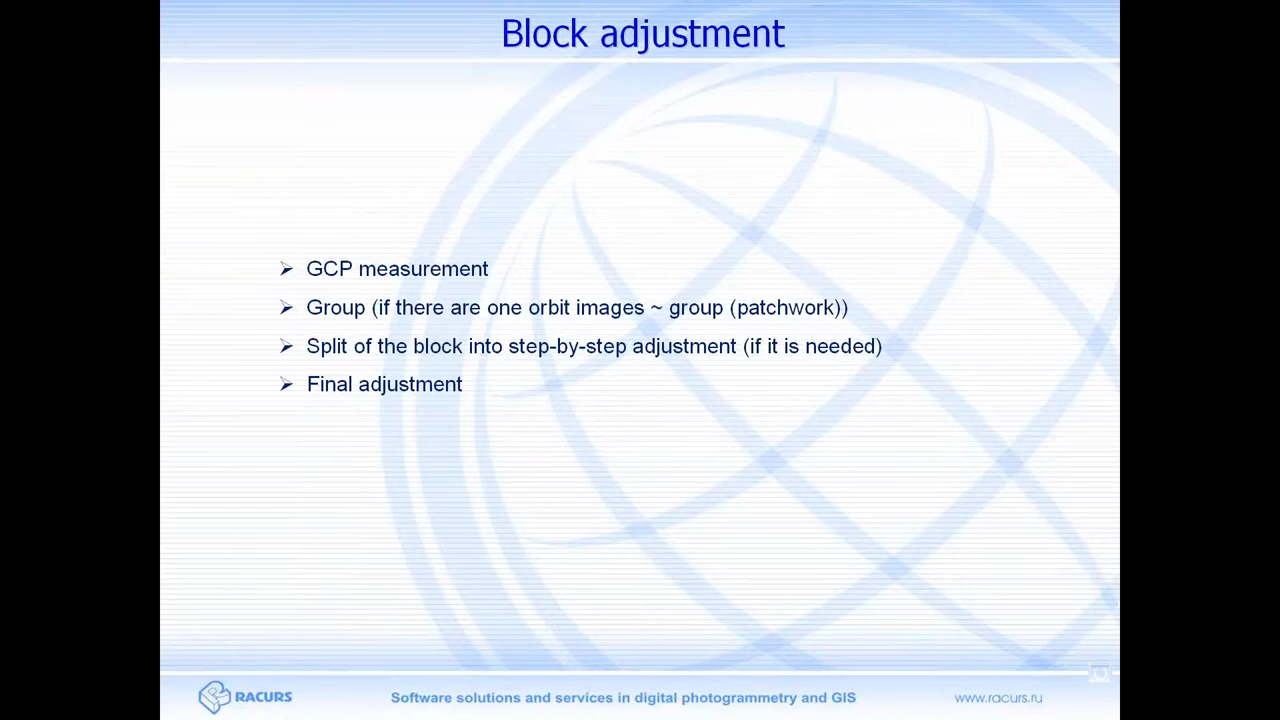 Block adjustment
GCP measurement
Group (if there are one orbit images ~ group (patchwork))
Split of the block into step-by-step adjustment (if it is needed)
Final adjustment
RACURS
Software solutions and services in digital photogrammetry and GIS
www.racurs.ru